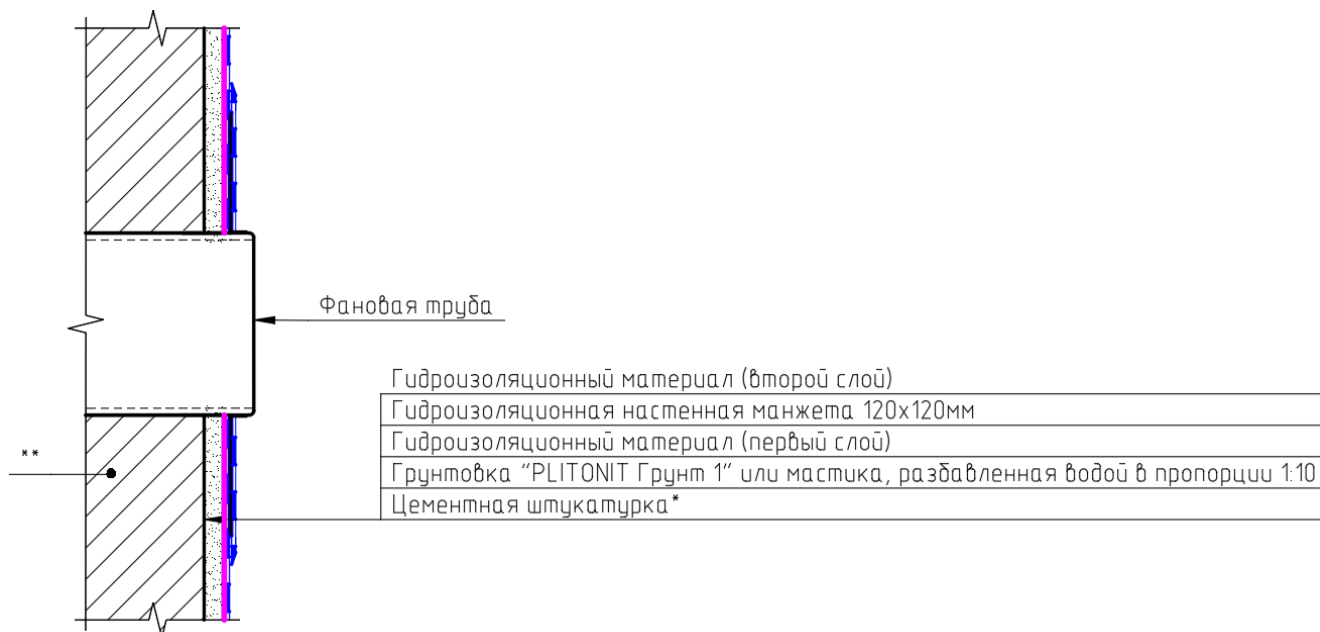 Фановая труба
Гидроизоляционный материал (второй слой)
Гидроизоляционная настенная манжета 120х120мм
Гидроизоляционный материал (первый слой)
Грунтовка "PLITONIT Грунт 1" или мастика, разбавленная водой в пропорции 1:10
**
Цементная штукатурка*